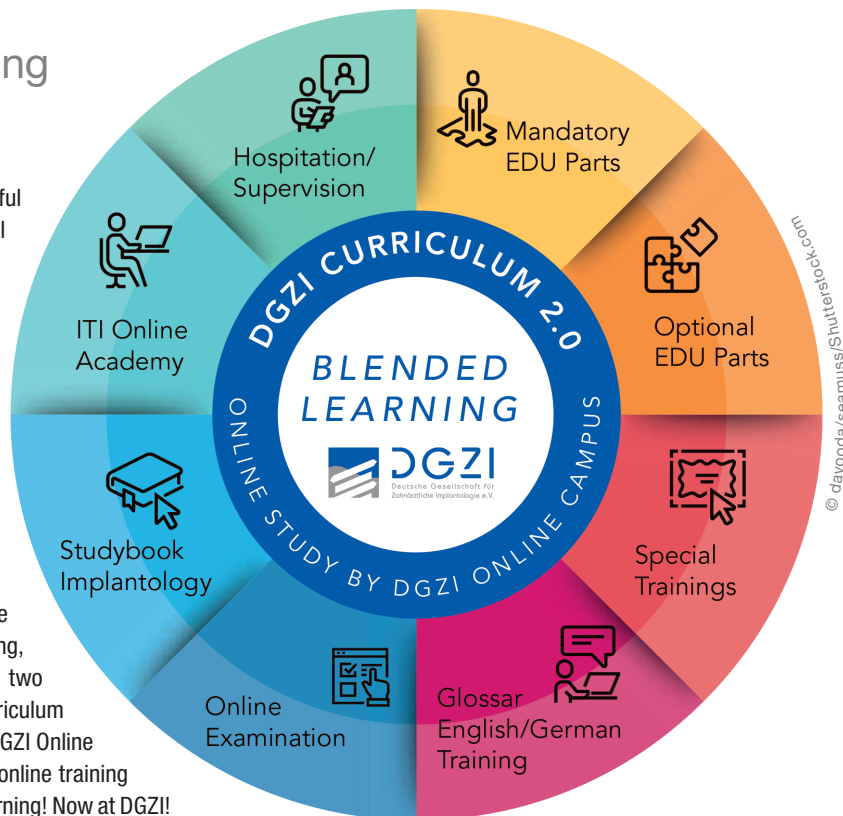 ng
ful
l
e
ng,
two
riculum
GZI Online
online training
rning! Now at DGZI!
Hospitation/
Supervision
Mandatory
EDU Parts
Optional
EDU Parts
Special
Trainings
Glossar
English/German
Training
Online
Examination
Studybook
Implantology
ITI Online
Academy
DGZI CURRICULUM 2.0
BLENDED
LEARNING
DGZI
Deutsche Gesellschaft für
Zahnärztliche Implantologie e.V.
ONLINE STUDY BY DGZI ONLINE CAMPUS
© davooda/seamuss/Shutterstock.com